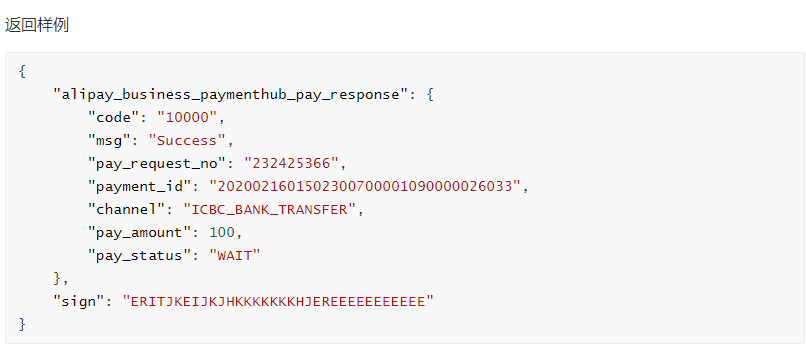 返回样例
{
    "alipay_business_paymenthub_pay_response": {
        "code": "10000",
        "msg": "Success",
        "pay_request_no": "232425366",
        "payment_id": "2020021601502300700001090000026033",
        "channel": "ICBC_BANK_TRANSFER",
        "pay_amount": 100,
        "pay_status": "WAIT"
    },
    "sign": "ERITJKEIJKJHKKKKKKKHJEREEEEEEEEEEE"
}